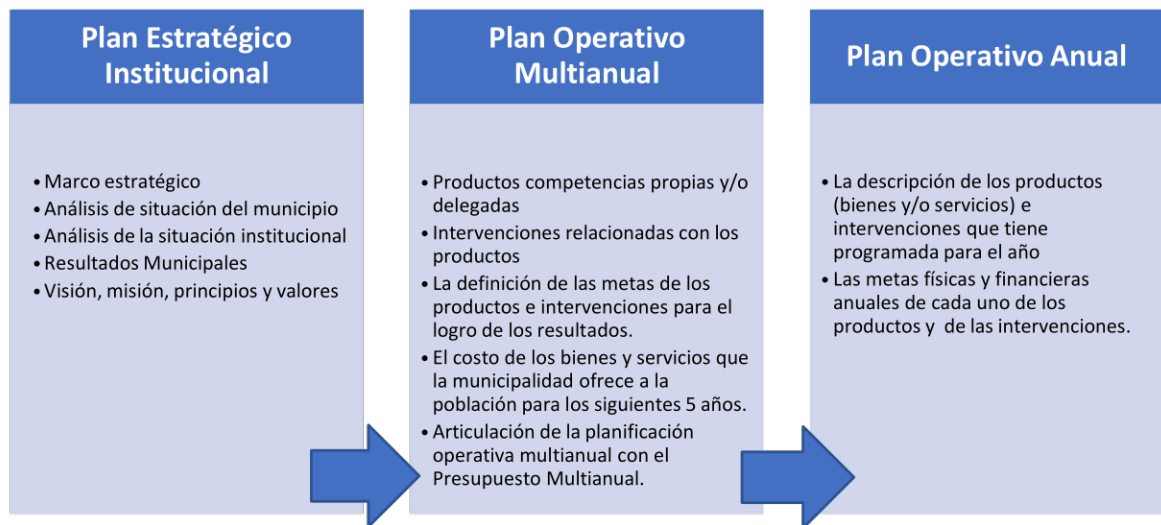 Plan Estratégico
Institucional
• Marco estratégico
• Análisis de situación del municipio
• Análisis de la situación institucional
• Resultados Municipales
• Visión, misión, principios y valores
Plan Operativo
Multianual
• Productos competencias propias y/o
delegadas
• Intervenciones relacionadas con los
productos
• La definición de las metas de los
productos e intervenciones para el
logro de los resultados.
• El costo de los bienes y servicios que
la municipalidad ofrece a la
población para los siguientes 5 años.
• Articulación de la planificación
operativa multianual con el
Presupuesto Multianual.
Plan Operativo Anual
• La descripción de los productos
(bienes y/o servicios) e
intervenciones que tiene
programada para el año
• Las metas físicas y financieras
anuales de cada uno de los
productos y de las intervenciones.